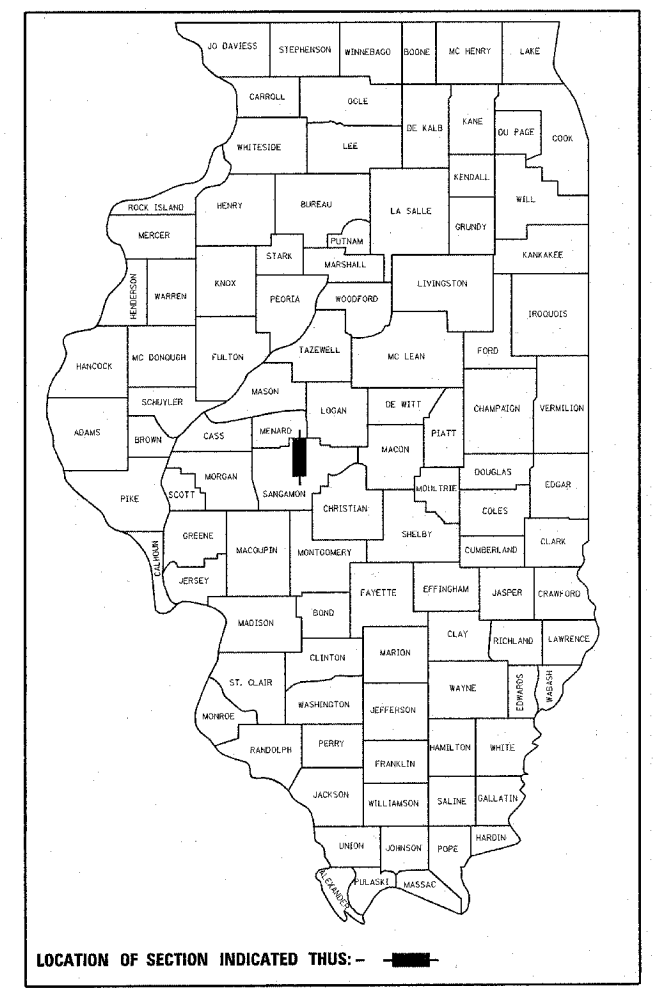 JO DAVIESS STEPHENSON WINNEBAGO BOONE MC HENRY LAKE
CARROLL OGLE DE KALB KANE DU PAGE COOK
WHITESIDE LEE
KENDALL
ROCK ISLAND HENRY BUREAU LA SALLE WILL
MERCER PUTNAM GRUNDY
STARK MARSHALL KANKAKEE
HENDERSON WARREN KNOX PEORIA WOODFORD LIVINGSTON IROQUOIS
HANCOCK MC DONOUGH FULTON TAZEWELL MC LEAN FORD
MASON
SCHUYLER LOGAN DE WITT CHAMPAIGN VERMILION
ADAMS BROWN CASS MENARD MACON PIATT
PIKE SCOTT MORGAN SANGAMON MOULTRIE DOUGLAS EDGAR
CHRISTIAN COLES
GREENE SHELBY
CALHOUN MACOUPIN MONTGOMERY CUMBERLAND CLARK
JERSEY FAYETTE EFFINGHAM JASPER CRAWFORD
MADISON BOND
CLAY RICHLAND LAWRENCE
CLINTON MARION
ST. CLAIR WAYNE EDWARDS WABASH
MONROE WASHINGTON JEFFERSON
RANDOLPH PERRY HAMILTON WHITE
FRANKLIN
JACKSON WILLIAMSON SALINE GALLATIN
UNION JOHNSON POPE HARDIN
ALEXANDER PULASKI MASSAC
LOCATION OF SECTION INDICATED THUS:-